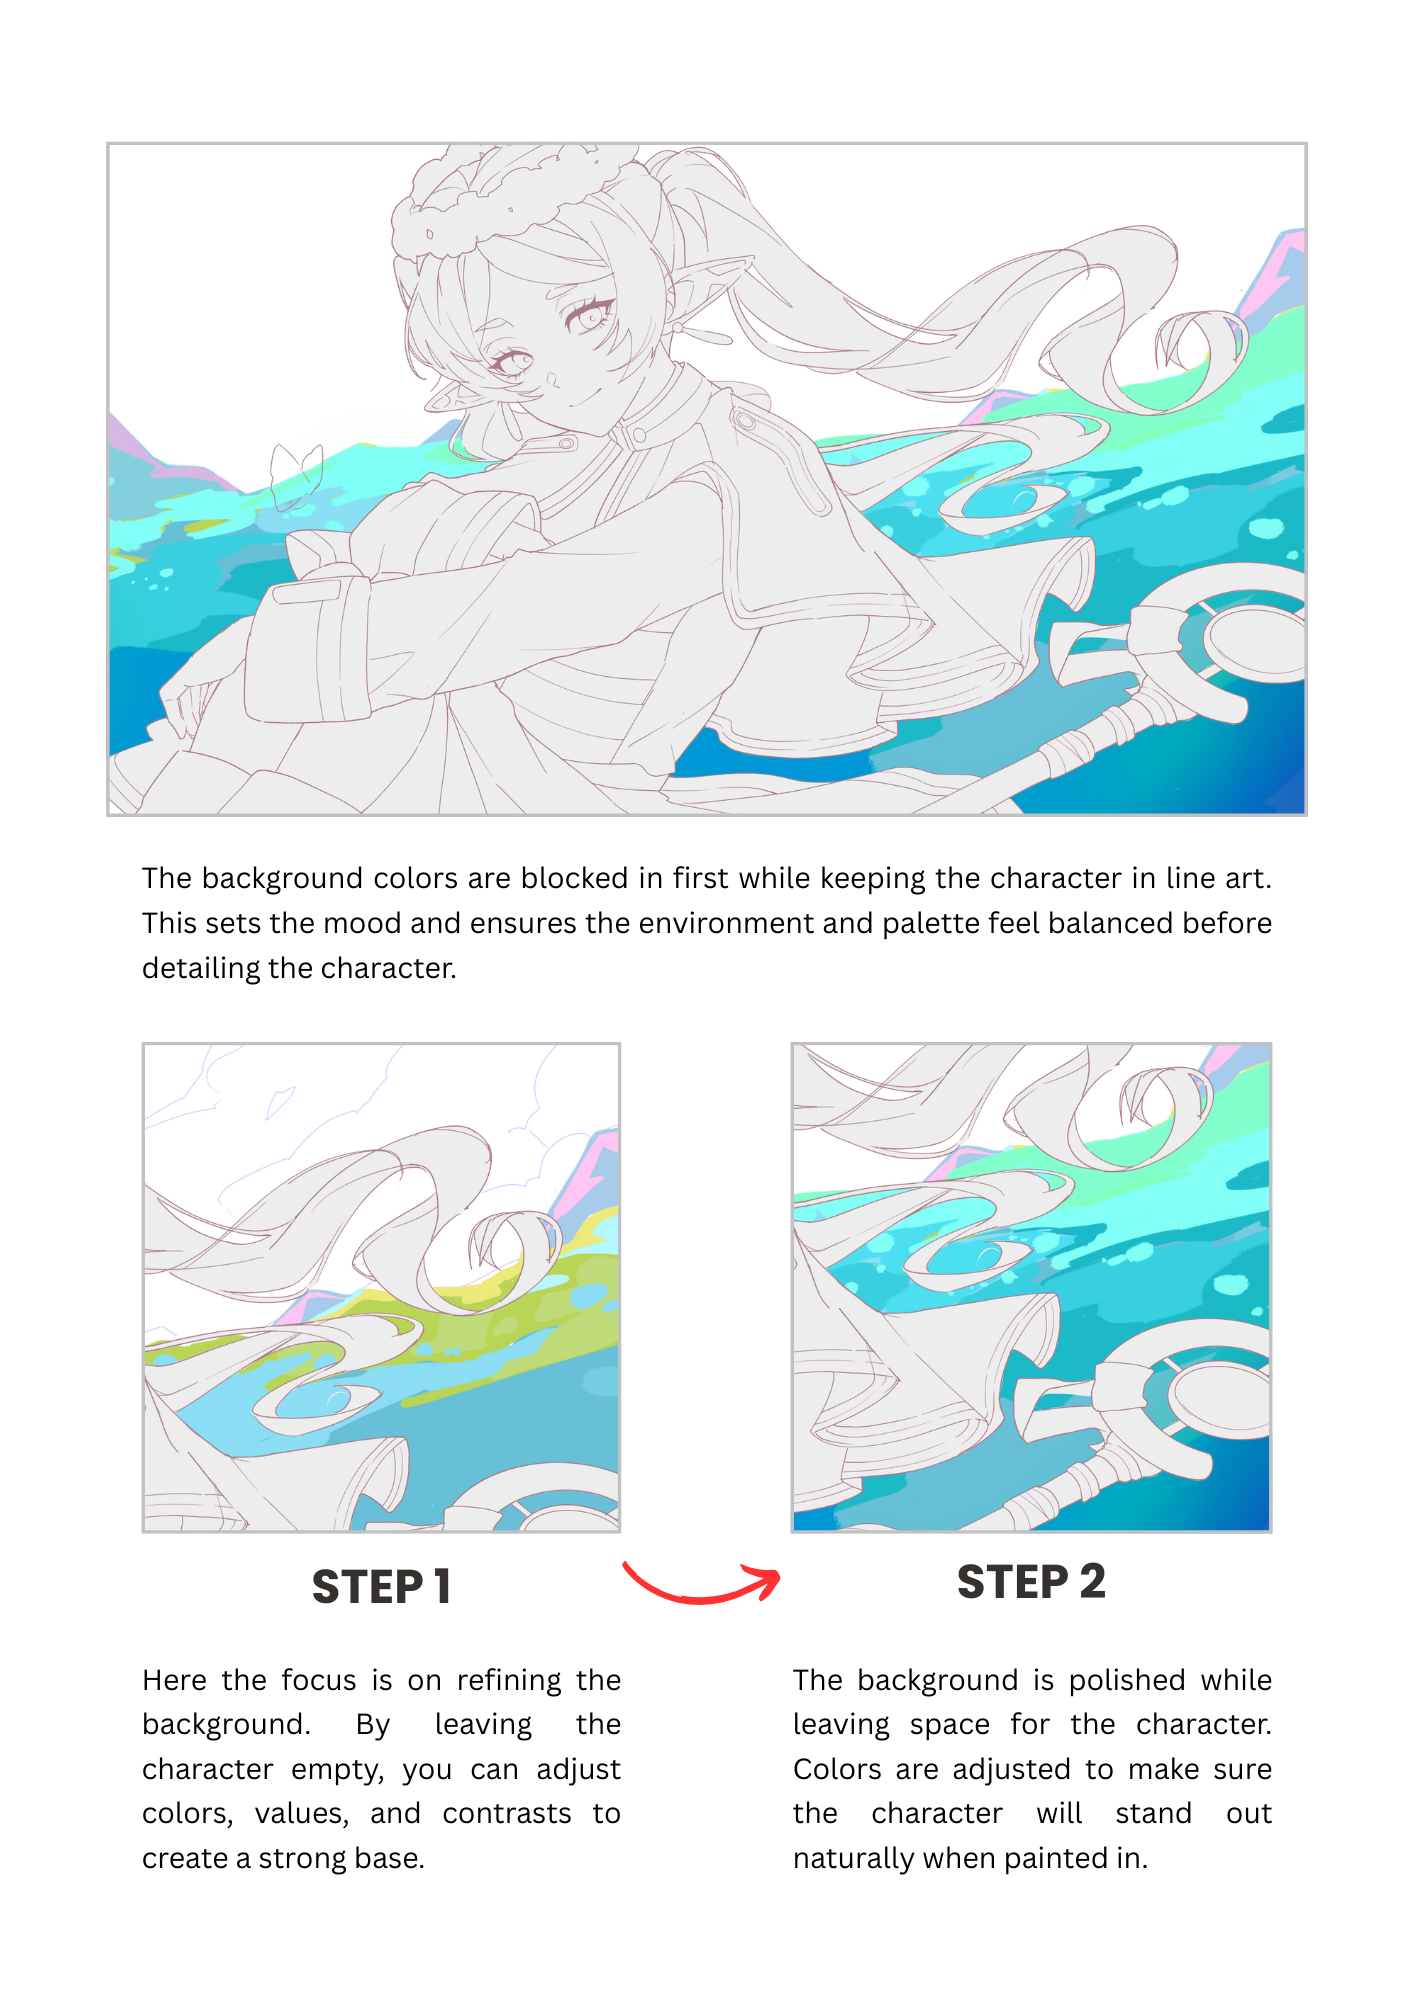 The background colors are blocked in first while keeping the character in line art.
This sets the mood and ensures the environment and palette feel balanced before
detailing the character.
STEP 1
STEP 2
Here the focus is on refining the
background. By leaving the
character empty, you can adjust
colors, values, and contrasts to
create a strong base.
The background is polished while
leaving space for the character.
Colors are adjusted to make sure
the character will stand out
naturally when painted in.